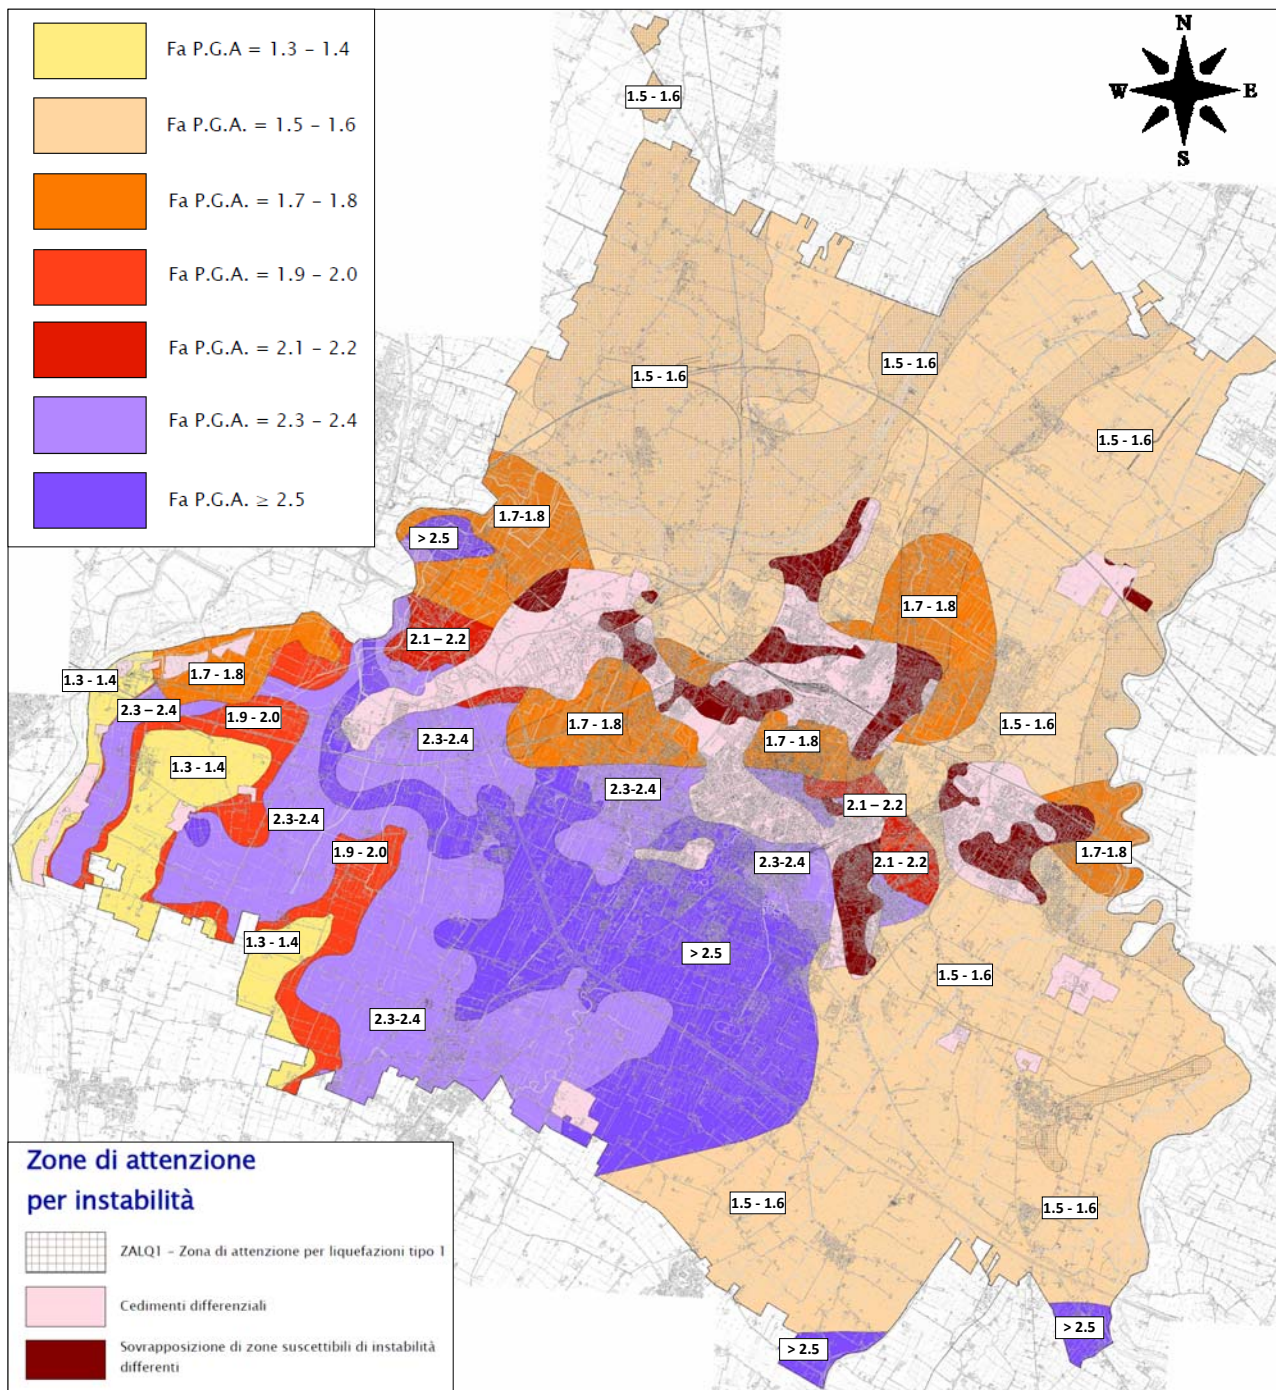 Fa P.G.A = 1.3 – 1.4
Fa P.G.A. = 1.5 – 1.6
Fa P.G.A. = 1.7 – 1.8
Fa P.G.A. = 1.9 – 2.0
Fa P.G.A. = 2.1 – 2.2
Fa P.G.A. = 2.3 – 2.4
Fa P.G.A. ≥ 2.5
N
W
E
S
1.5 - 1.6
1.5 - 1.6
1.5 - 1.6
1.5 - 1.6
1.7-1.8
> 2.5
1.7 - 1.8
2.1 – 2.2
1.7 - 1.8
1.3 - 1.4
2.3 – 2.4
1.9 - 2.0
1.7 - 1.8
1.5 - 1.6
2.3-2.4
1.7 - 1.8
1.3 - 1.4
2.3-2.4
2.1 – 2.2
2.3-2.4
1.9 - 2.0
1.7-1.8
2.3-2.4
2.1 - 2.2
1.3 - 1.4
> 2.5
1.5 - 1.6
2.3-2.4
1.5 - 1.6
1.5 - 1.6
> 2.5
> 2.5
Zone di attenzione
per instabilità
ZALQ1 – Zona di attenzione per liquefazioni tipo 1
Cedimenti differenziali
Sovrapposizione di zone suscettibili di instabilità
differenti